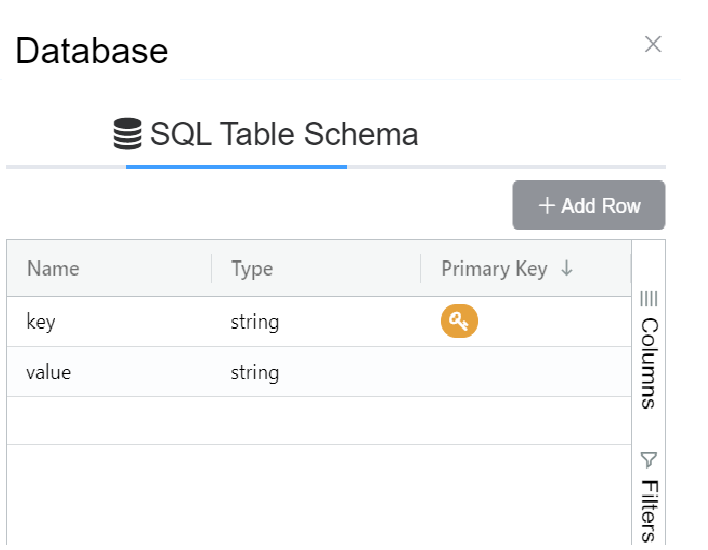 Database
SQL Table Schema
Add Row
Name Type Primary Key
key string
value string
Columns
Filters